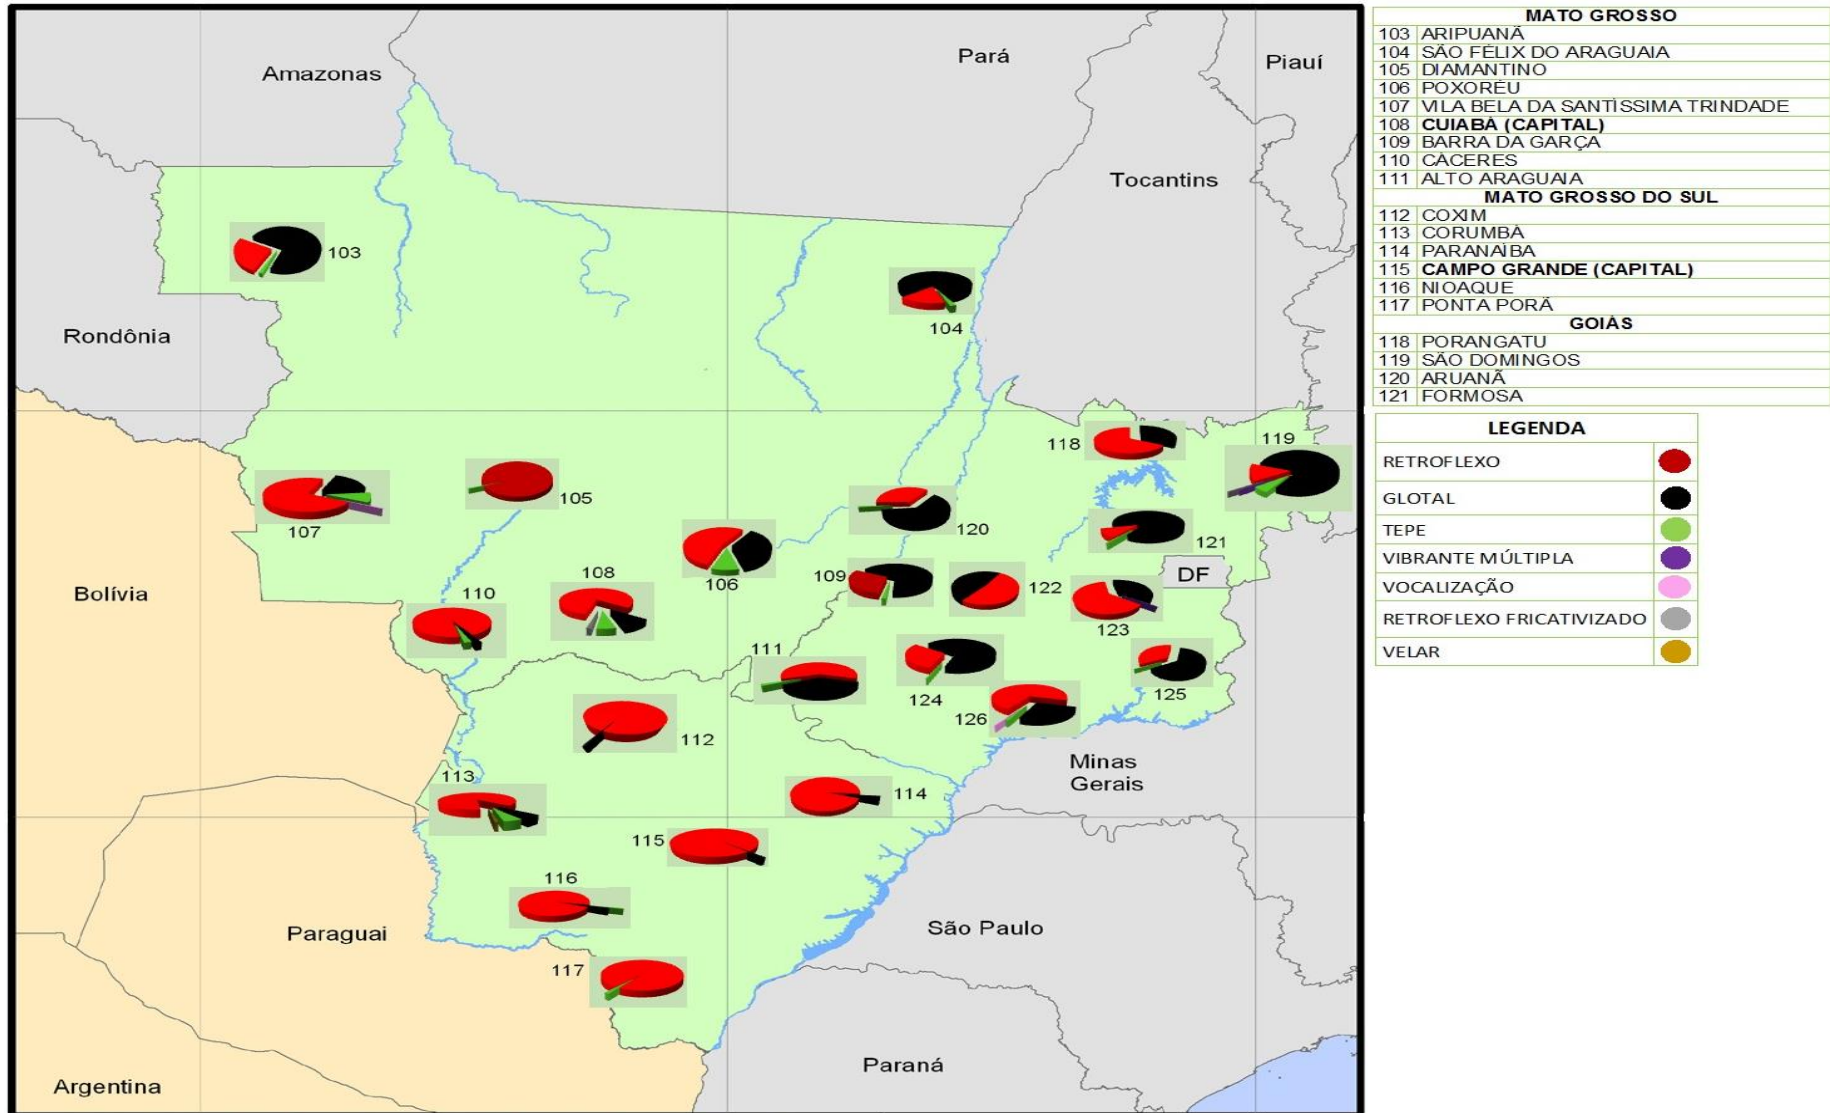 Amazonas
Pará
Piauí
Tocantins
103
Rondônia
104
118
119
107
105
120
121
106
Bolívia
108
109
122
DF
110
123
111
124
125
126
112
Minas
Gerais
113
114
115
116
Paraguai
São Paulo
117
Paraná
Argentina
MATO GROSSO
103 ARIPUANÃ
104 SÃO FÉLIX DO ARAGUAIA
105 DIAMANTINO
106 POXORÉU
107 VILA BELA DA SANTÍSSIMA TRINDADE
108 CUIABÁ (CAPITAL)
109 BARRA DA GARÇA
110 CÁCERES
111 ALTO ARAGUAIA
MATO GROSSO DO SUL
112 COXIM
113 CORUMBÁ
114 PARANAÍBA
115 CAMPO GRANDE (CAPITAL)
116 NIOAQUE
117 PONTA PORÃ
GOIÁS
118 PORANGATU
119 SÃO DOMINGOS
120 ARUANÃ
121 FORMOSA
LEGENDA
RETROFLEXO
GLOTAL
TEPE
VIBRANTE MÚLTIPLA
VOCALIZAÇÃO
RETROFLEXO FRICATIVIZADO
VELAR